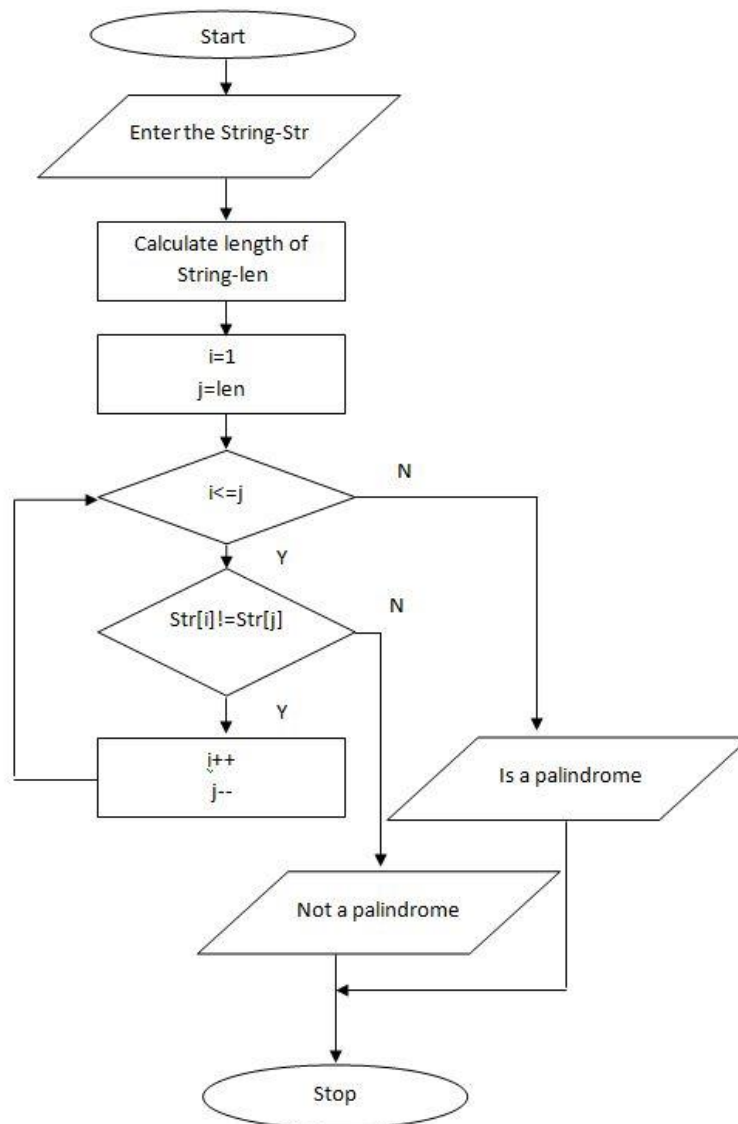 Start
Enter the String-Str
Calculate length of
String-len
i=1
j=len
i<=j
N
Y
Str[i]!=Str[j]
N
Y
i++
j--
Is a palindrome
Not a palindrome
Stop